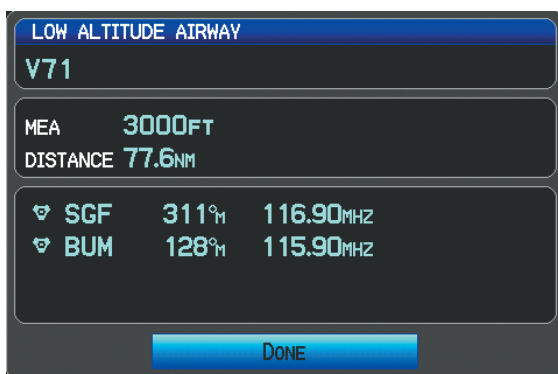 LOW ALTITUDE AIRWAY
V71
MEA 3000FT
DISTANCE 77.6NM
SGF 311°M 116.90MHZ
BUM 128°M 115.90MHZ
DONE